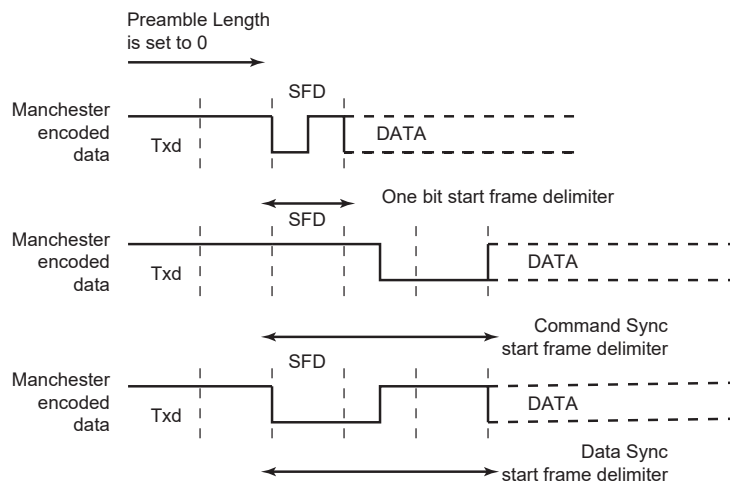 Preamble Length
is set to 0
SFD
Manchester
encoded
data
Txd
DATA
One bit start frame delimiter
SFD
Manchester
encoded
data
Txd
DATA
Command Sync
start frame delimiter
SFD
Manchester
encoded
data
Txd
DATA
Data Sync
start frame delimiter